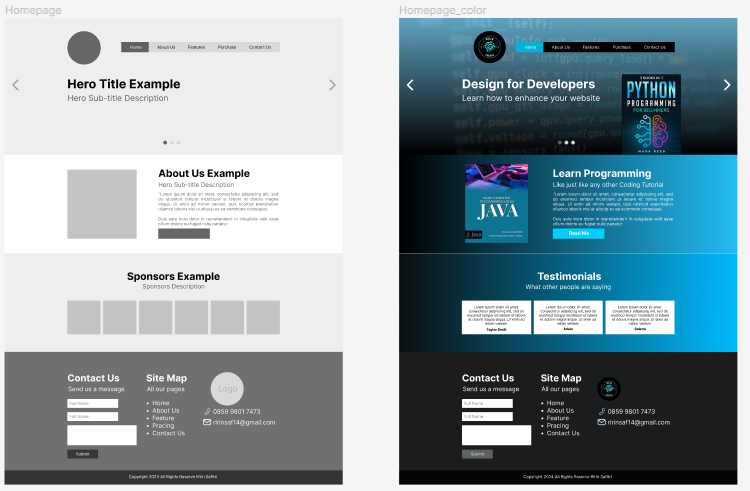 Homepage
Home About Us Features Purchase Contact Us
Hero Title Example
Hero Sub-title Description
About Us Example
Hero Sub-title Description
"Lorem ipsum dolor sit amet, consectetur adipiscing elit, sed
do eiusmod tempor incididunt ut labore et dolore magna
aliqua. Ut enim ad minim veniam, quis nostrud exercitation
ullamco laboris nisi ut aliquip ex ea commodo consequat.
Duis aute irure dolor in reprehenderit in voluptate velit esse
cillum dolore eu fugiat nulla pariatur.
Sponsors Example
Sponsors Description
Contact Us
Send us a message
Full Name
Full Name
Submit
Site Map
All our pages
• Home
• About Us
• Feature
• Pracing
• Contact Us
Logo
0859 9801 7473
ririnsaf14@gmail.com
Copyright 2024 All Rights Reserve Ririn Safitri
Homepage_color
Home About Us Features Purchase Contact Us
Design for Developers
Learn how to enhance your website
3 BOOKS IN 1
PYTHON
PROGRAMMING
FOR BEGINNERS
MARK REED
Learn Programming
Like just like any other Coding Tutorial
"Lorem ipsum dolor sit amet, consectetur adipiscing elit, sed
do eiusmod tempor incididunt ut labore et dolore magna
aliqua. Ut enim ad minim veniam, quis nostrud exercitation
ullamco laboris nisi ut aliquip ex ea commodo consequat.
Duis aute irure dolor in reprehenderit in voluptate velit esse
cillum dolore eu fugiat nulla pariatur.
Read Me
JAVA
Java
Testimonials
What other people are saying
Lorem ipsum dolor sit amet,
consectetur adipiscing elit, sed do
eiusmod tempor incididunt ut labore
et dolore magna aliqua. Ut enim ad
minim veniam
Taylor Swift
Lorem ipsum dolor sit amet,
consectetur adipiscing elit, sed do
eiusmod tempor incididunt ut labore
et dolore magna aliqua. Ut enim ad
minim veniam
Adele
Lorem ipsum dolor sit amet,
consectetur adipiscing elit, sed do
eiusmod tempor incididunt ut labore
et dolore magna aliqua. Ut enim ad
minim veniam
Selena
Contact Us
Send us a message
Full Name
Full Name
Submit
Site Map
All our pages
• Home
• About Us
• Feature
• Pracing
• Contact Us
0859 9801 7473
ririnsaf14@gmail.com
Copyright 2024 All Rights Reserve Ririn Safitri